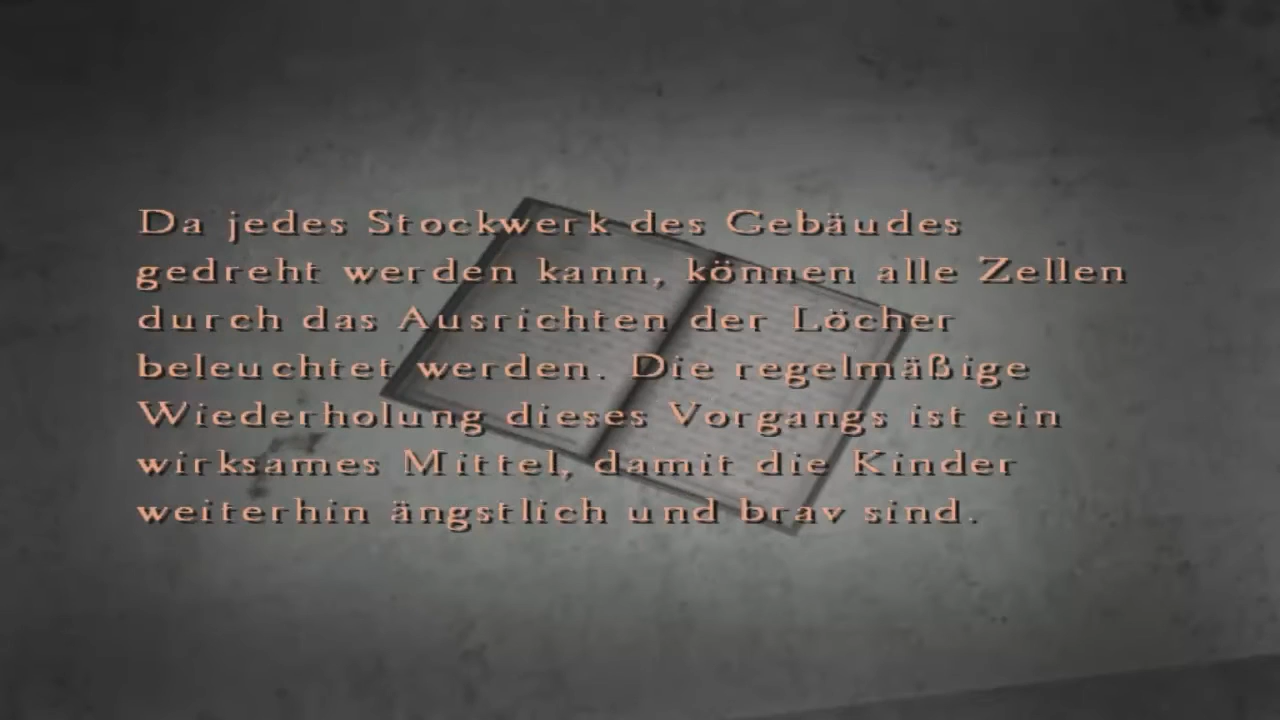 Da jedes Stockwerk des Gebäudes
gedreht werden kann, können alle Zellen
durch das Ausrichten der Löcher
beleuchtet werden. Die regelmäßige
Wiederholung dieses Vorgangs ist ein
wirksames Mittel, damit die Kinder
weiterhin ängstlich und brav sind.